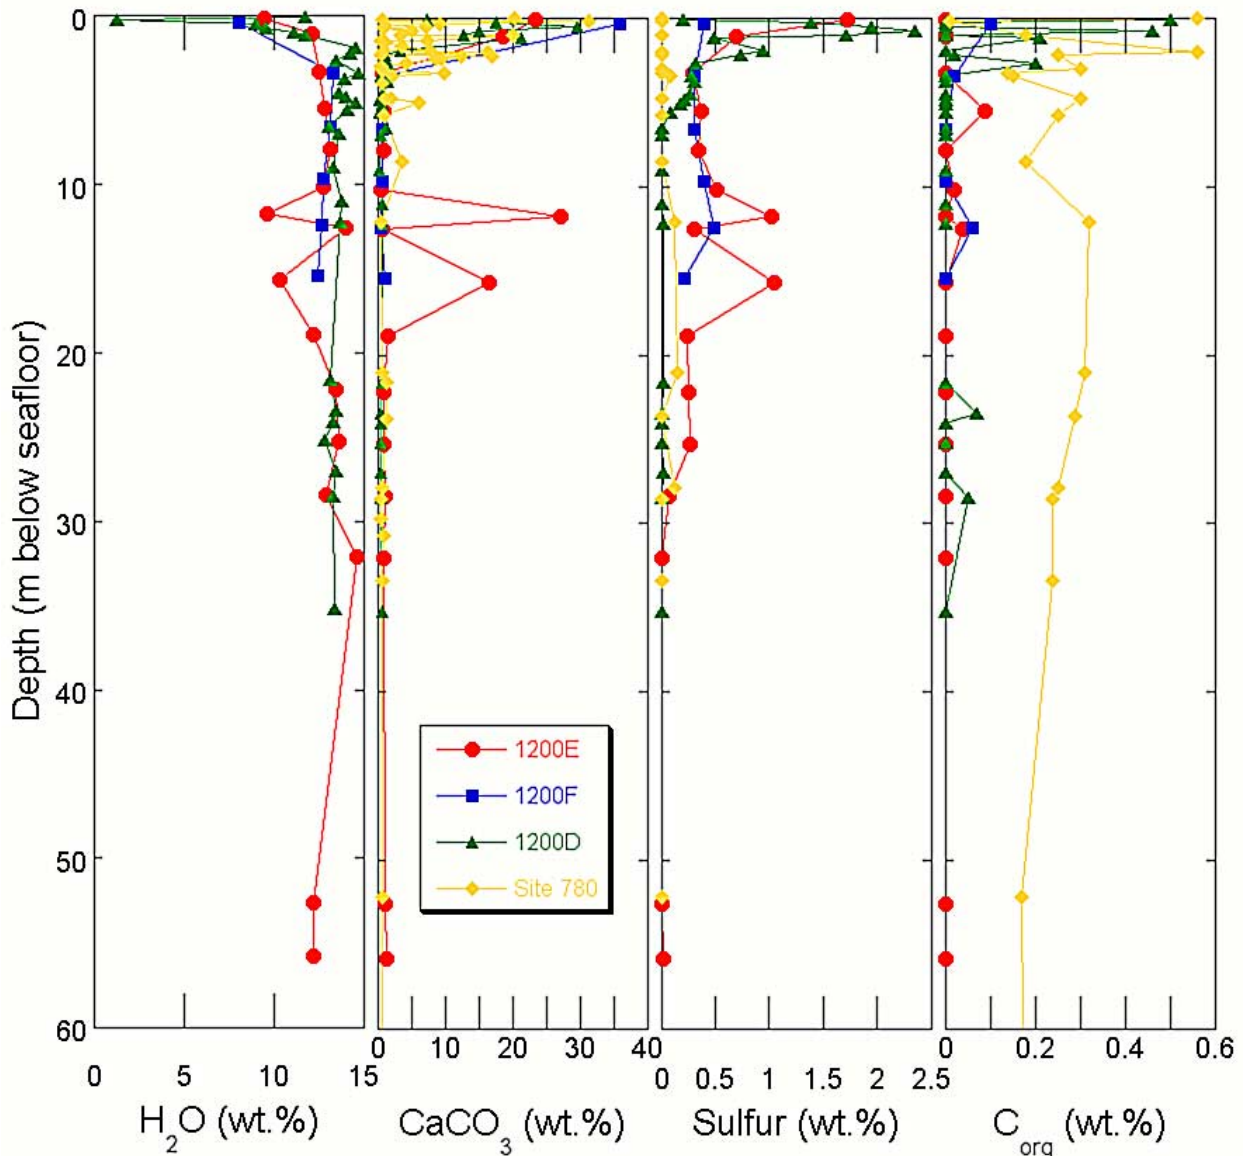 0
10
20
30
40
50
60
Depth (m below seafloor)
1200E
1200F
1200D
Site 780
0 5 10 15
H₂O (wt.%)
0 10 20 30 40
CaCO₃ (wt.%)
0 0.5 1 1.5 2 2.5
Sulfur (wt.%)
0 0.2 0.4 0.6
C_org (wt.%)